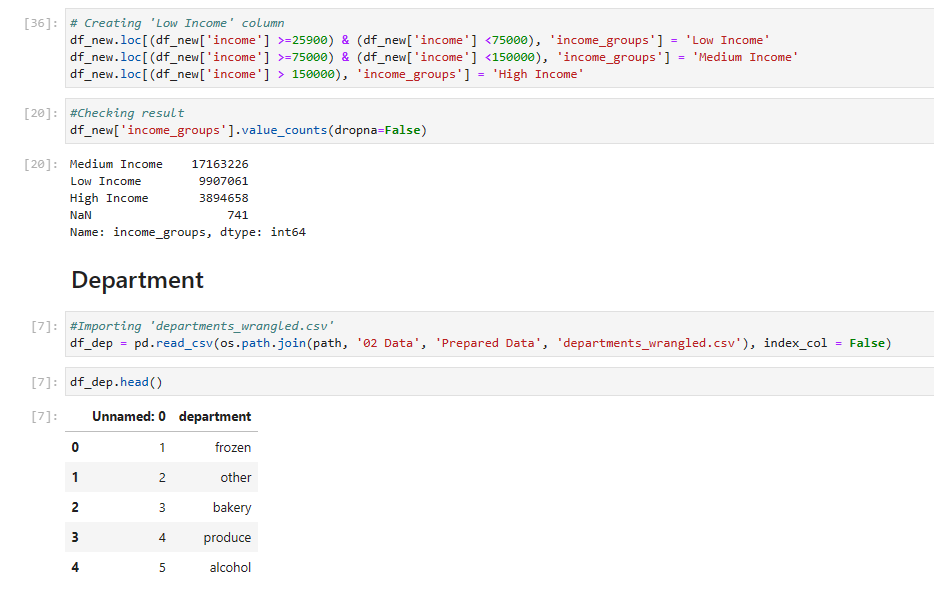 [36]: # Creating 'Low Income' column
df_new.loc[(df_new['income'] >=25900) & (df_new['income'] <75000), 'income_groups'] = 'Low Income'
df_new.loc[(df_new['income'] >=75000) & (df_new['income'] <150000), 'income_groups'] = 'Medium Income'
df_new.loc[(df_new['income'] > 150000), 'income_groups'] = 'High Income'
[20]: #Checking result
df_new['income_groups'].value_counts(dropna=False)
[20]: Medium Income 17163226
Low Income 9907061
High Income 3894658
NaN 741
Name: income_groups, dtype: int64
Department
[7]: #Importing 'departments_wrangled.csv'
df_dep = pd.read_csv(os.path.join(path, '02 Data', 'Prepared Data', 'departments_wrangled.csv'), index_col = False)
[7]: df_dep.head()
[7]: Unnamed: 0 department
0 1 frozen
1 2 other
2 3 bakery
3 4 produce
4 5 alcohol